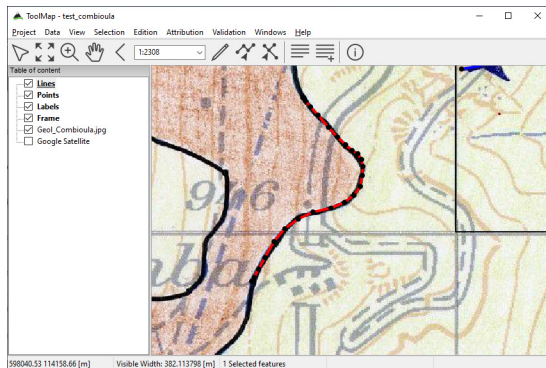 ToolMap - test_combioula
Project Data View Selection Edition Attribution Validation Windows Help
1:2308
Table of content
Lines
Points
Labels
Frame
Geol_Combioula.jpg
Google Satellite
946
mba
598040.53 114158.66 [m] Visible Width: 382.113798 [m] 1 Selected features